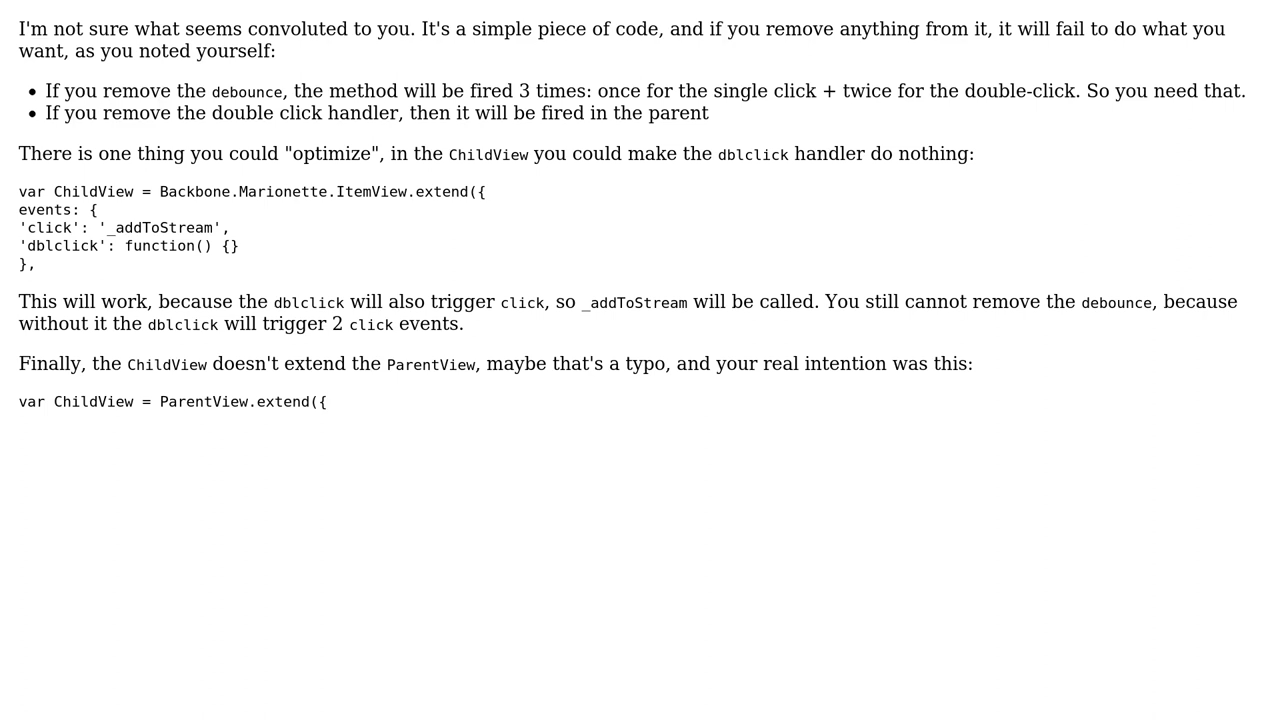 I'm not sure what seems convoluted to you. It's a simple piece of code, and if you remove anything from it, it will fail to do what you
want, as you noted yourself:
• If you remove the debounce, the method will be fired 3 times: once for the single click + twice for the double-click. So you need that.
• If you remove the double click handler, then it will be fired in the parent
There is one thing you could "optimize", in the ChildView you could make the dblclick handler do nothing:
var ChildView = Backbone.Marionette.ItemView.extend({
events: {
'click': '_addToStream',
'dblclick': function() {}
},
This will work, because the dblclick will also trigger click, so _addToStream will be called. You still cannot remove the debounce, because
without it the dblclick will trigger 2 click events.
Finally, the ChildView doesn't extend the ParentView, maybe that's a typo, and your real intention was this:
var ChildView = ParentView.extend({